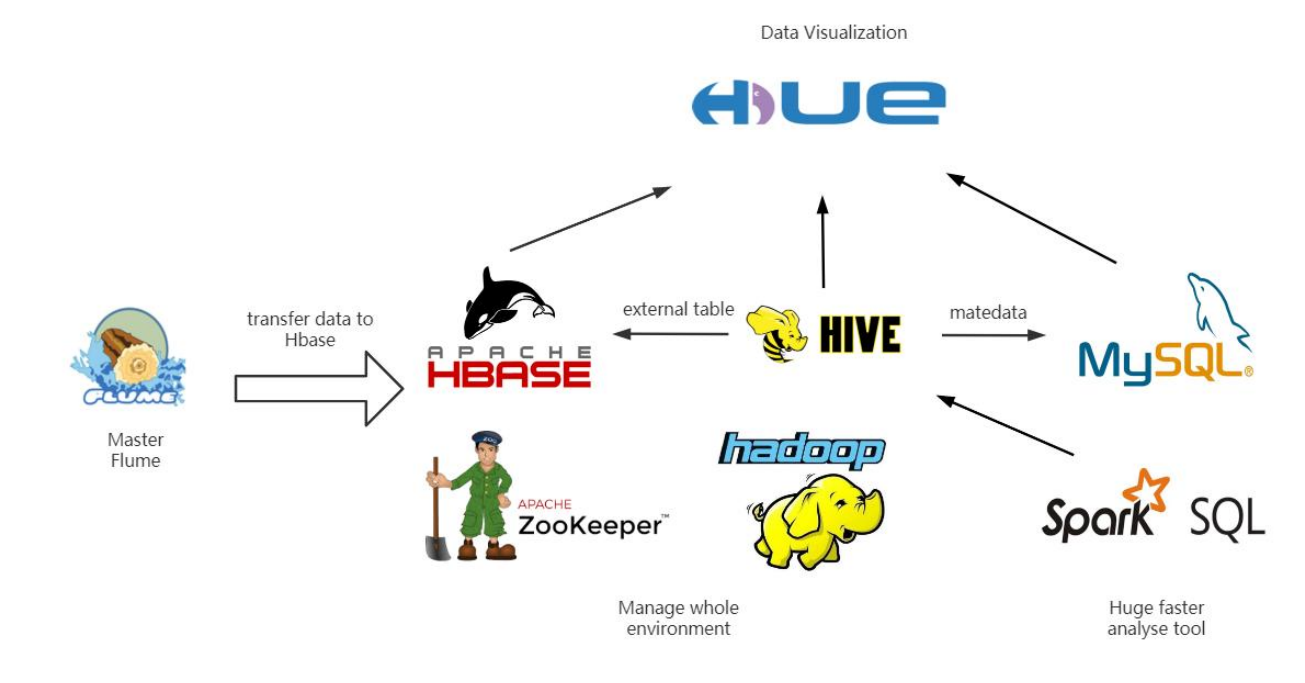 Data Visualization
HUE
transfer data to
Hbase
external table
HIVE
matedata
APACHE
HBASE
MySQL®
FLUME
Master
Flume
hadoop
APACHE
ZooKeeper™
Spark SQL
Manage whole
environment
Huge faster
analyse tool